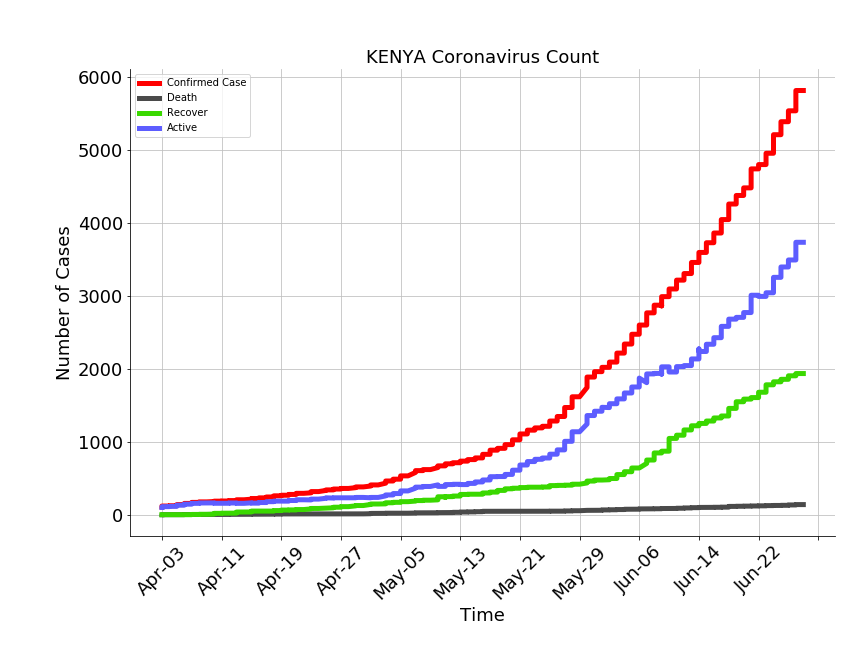 KENYA Coronavirus Count
Confirmed Case
Death
Recover
Active
6000
5000
4000
3000
2000
1000
0
Number of Cases
Apr-03
Apr-11
Apr-19
Apr-27
May-05
May-13
May-21
May-29
Jun-06
Jun-14
Jun-22
Time